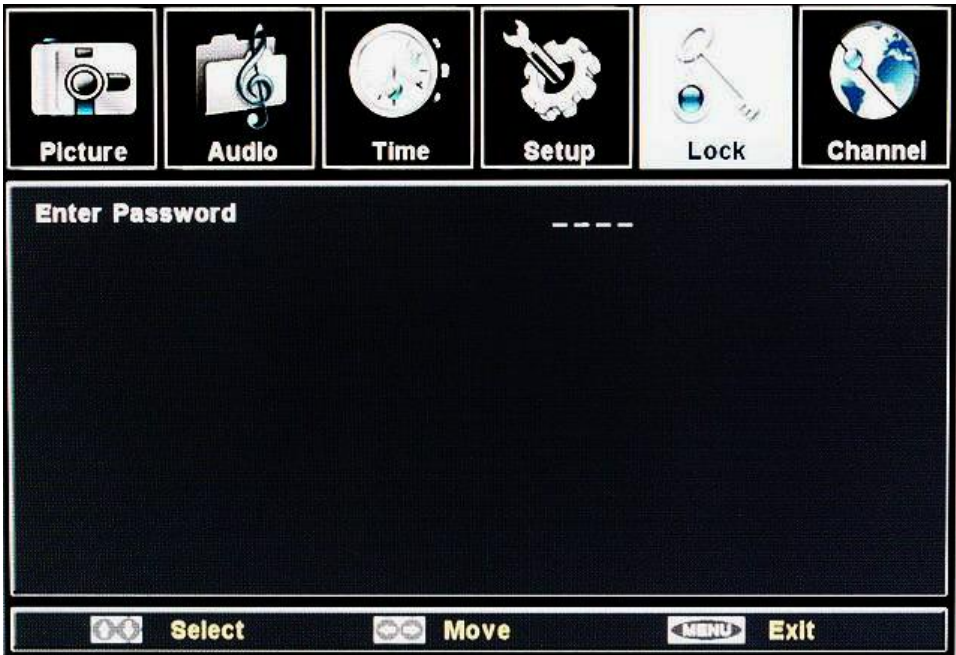 Picture Audio Time Setup Lock Channel
Enter Password _ _ _ _
Select Move MENU Exit